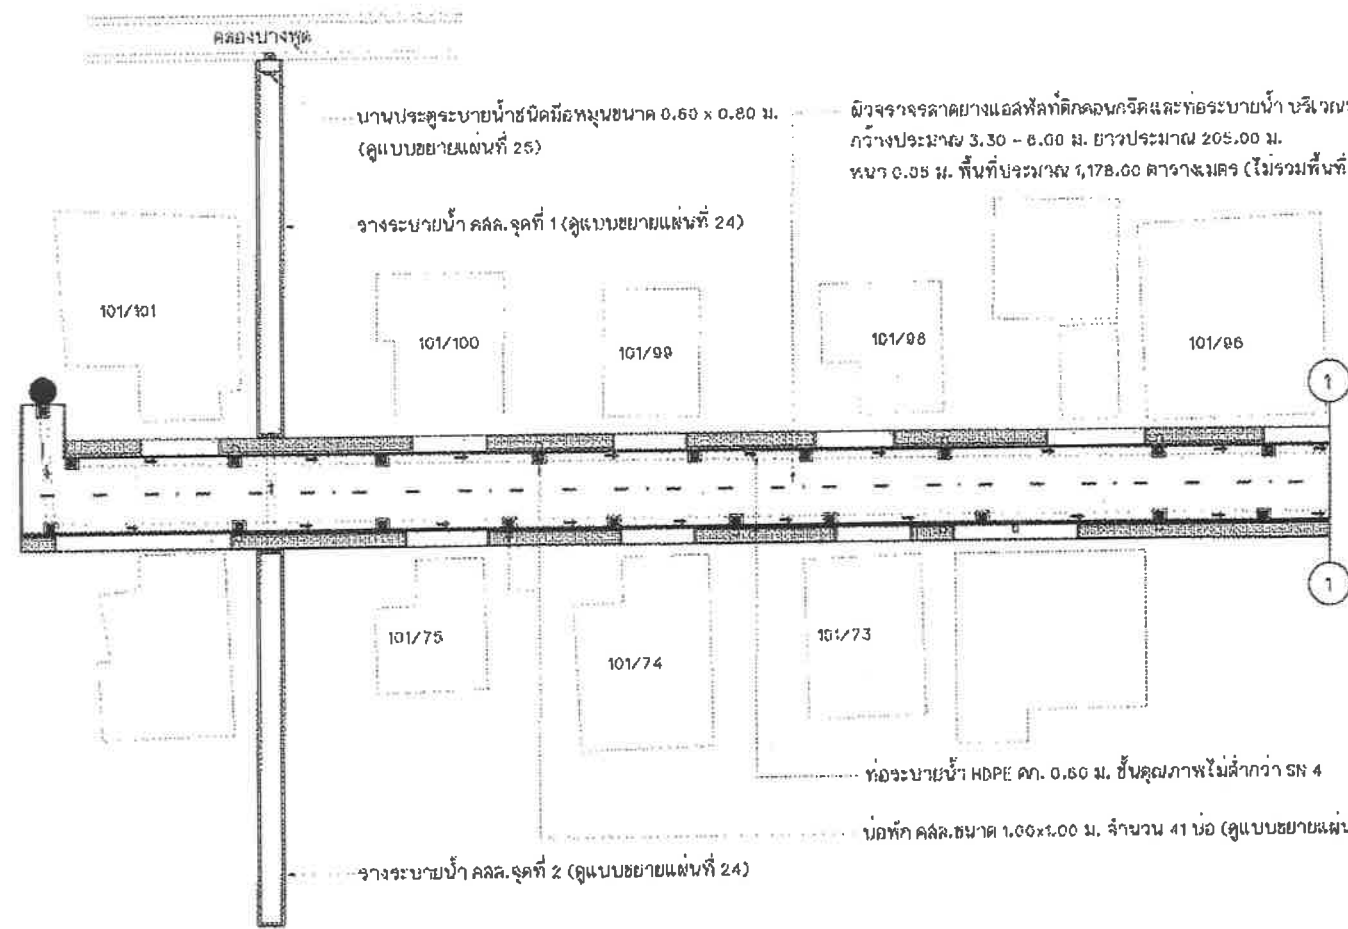 คลองบางพูด
บานประตูระบายน้ำชนิดมือหมุนขนาด 0.60 x 0.80 ม.
(ดูแบบขยายแผ่นที่ 25)
ผิวจราจรลาดยางแอสฟัลท์ติกคอนกรีตและท่อระบายน้ำ บริเวณ
กว้างประมาณ 3.30 - 6.00 ม. ยาวประมาณ 205.00 ม.
หนา 0.05 ม. พื้นที่ประมาณ 1,178.00 ตารางเมตร (ไม่รวมพื้นที่
รางระบายน้ำ คสล.จุดที่ 1 (ดูแบบขยายแผ่นที่ 24)
101/101
101/100
101/99
101/98
101/96
1
1
101/75
101/74
101/73
ท่อระบายน้ำ HDPE ศก. 0.60 ม. ชั้นคุณภาพไม่ต่ำกว่า SN 4
บ่อพัก คสล.ขนาด 1.00x1.00 ม. จำนวน 41 บ่อ (ดูแบบขยายแผ่น
รางระบายน้ำ คสล.จุดที่ 2 (ดูแบบขยายแผ่นที่ 24)